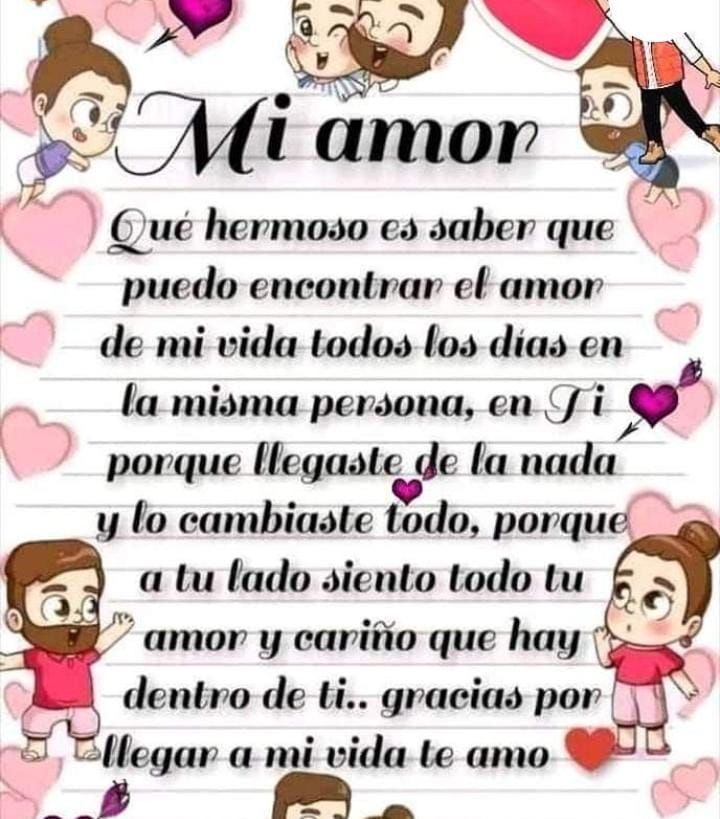 Mi amor
Qué hermoso es saber que
puedo encontrar el amor
de mi vida todos los días en
la misma persona, en Ti
porque llegaste de la nada
y lo cambiaste todo, porque
a tu lado siento todo tu
amor y cariño que hay
dentro de ti.. gracias por
llegar a mi vida te amo